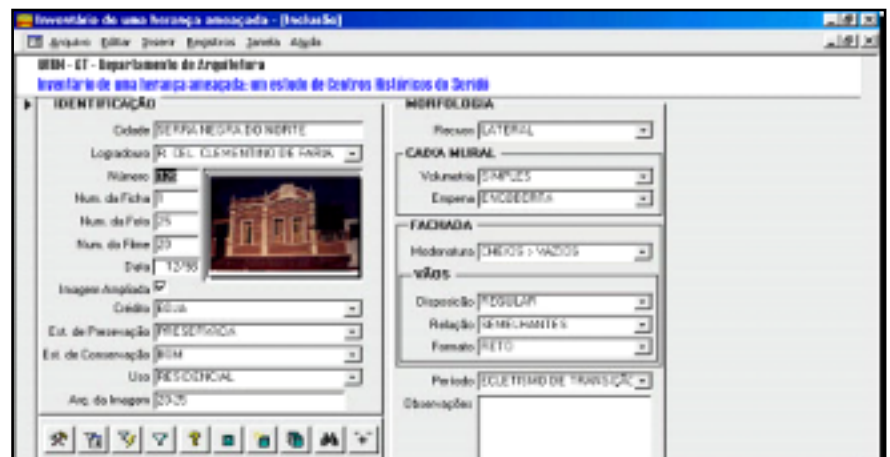 Inventário de uma herança ameaçada - [Inclusão]
Arquivo Editar Inserir Registros Janela Ajuda
UFRN - CT - Departamento de Arquitetura
Inventário de uma herança ameaçada: um estudo de Centros Históricos do Seridó
IDENTIFICAÇÃO
Cidade SERRA NEGRA DO NORTE
Logradouro R. CEL. CLEMENTINO DE FARIA
Número
Num. da Ficha 1
Num. da Foto 25
Num. do Filme 20
Data 12/98
Imagem Ampliada
Crédito
Est. de Preservação PRESERVADA
Est. de Conservação BOM
Uso RESIDENCIAL
Arq. da Imagem 20-25
MORFOLOGIA
Recuos LATERAL
CAIXA MURAL
Volumetria SIMPLES
Empena ENCOBERTA
FACHADA
Modenatura CHEIOS > VAZIOS
VÃOS
Disposição REGULAR
Relação SEMELHANTES
Formato RETO
Período ECLETISMO DE TRANSIÇÃO
Observações